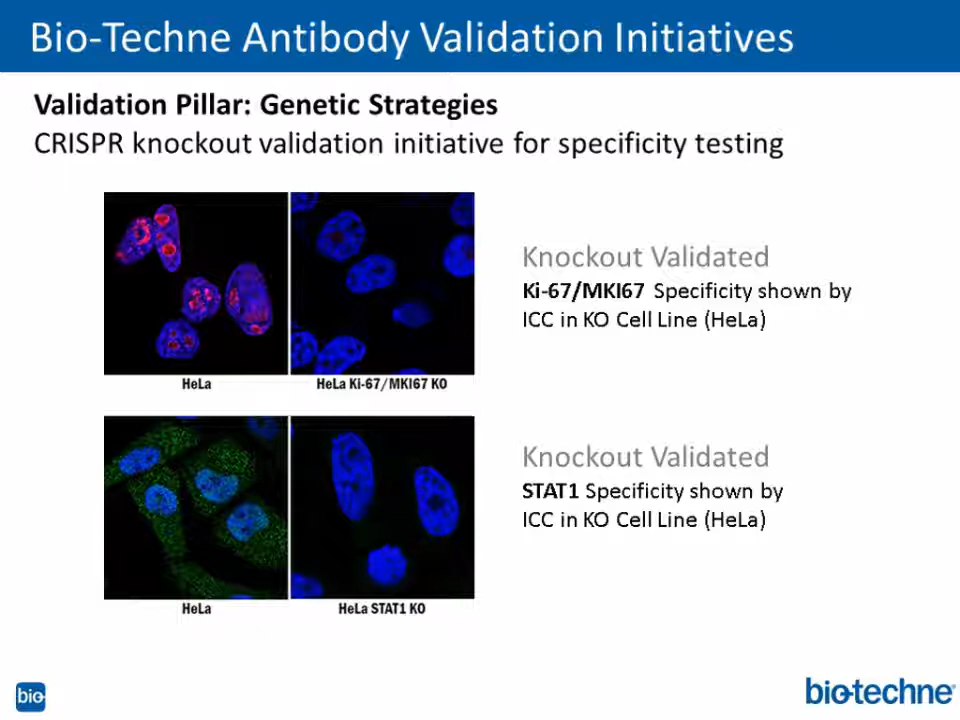 Bio-Techne Antibody Validation Initiatives
Validation Pillar: Genetic Strategies
CRISPR knockout validation initiative for specificity testing
Knockout Validated
Ki-67/MKI67 Specificity shown by
ICC in KO Cell Line (HeLa)
HeLa
HeLa Ki-67/MKI67 KO
Knockout Validated
STAT1 Specificity shown by
ICC in KO Cell Line (HeLa)
HeLa
HeLa STAT1 KO
bio
bio-techne